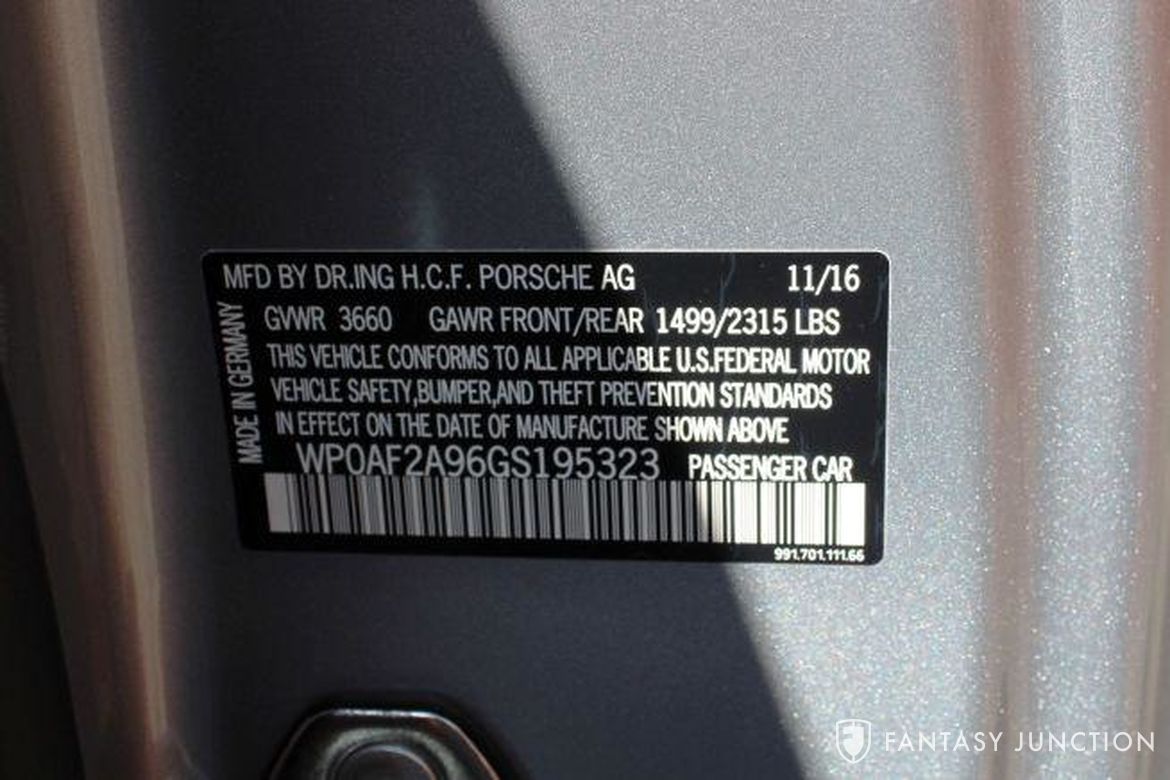 MFD BY DR.ING H.C.F. PORSCHE AG 11/16
GVWR 3660 GAWR FRONT/REAR 1499/2315 LBS
THIS VEHICLE CONFORMS TO ALL APPLICABLE U.S.FEDERAL MOTOR
VEHICLE SAFETY,BUMPER,AND THEFT PREVENTION STANDARDS
IN EFFECT ON THE DATE OF MANUFACTURE SHOWN ABOVE
WP0AF2A96GS195323 PASSENGER CAR
991.701.111.66
MADE IN GERMANY
FANTASY JUNCTION